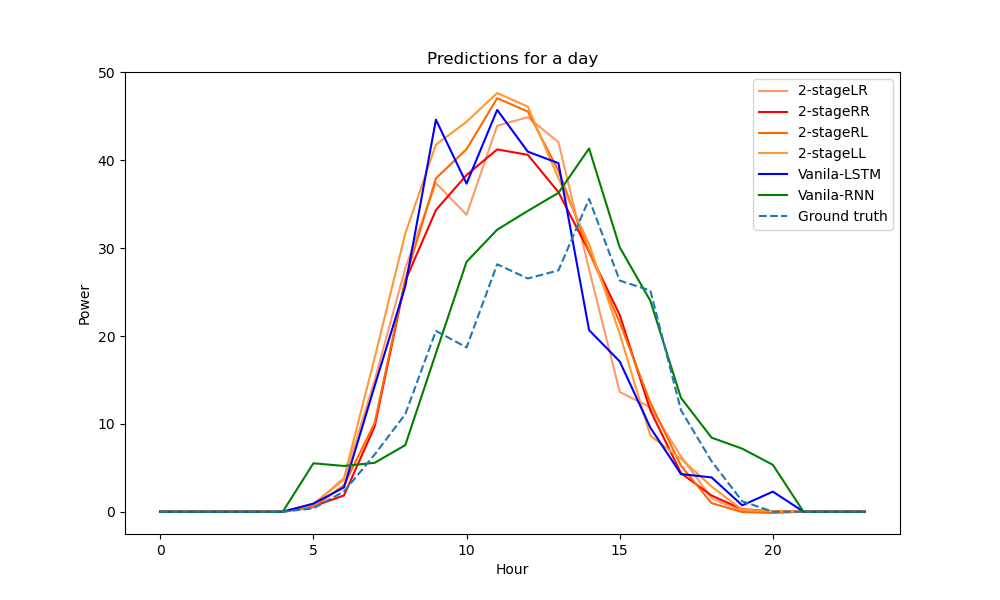 Predictions for a day
50
40
30
20
10
0
Power
0 5 10 15 20
Hour
2-stageLR
2-stageRR
2-stageRL
2-stageLL
Vanila-LSTM
Vanila-RNN
Ground truth